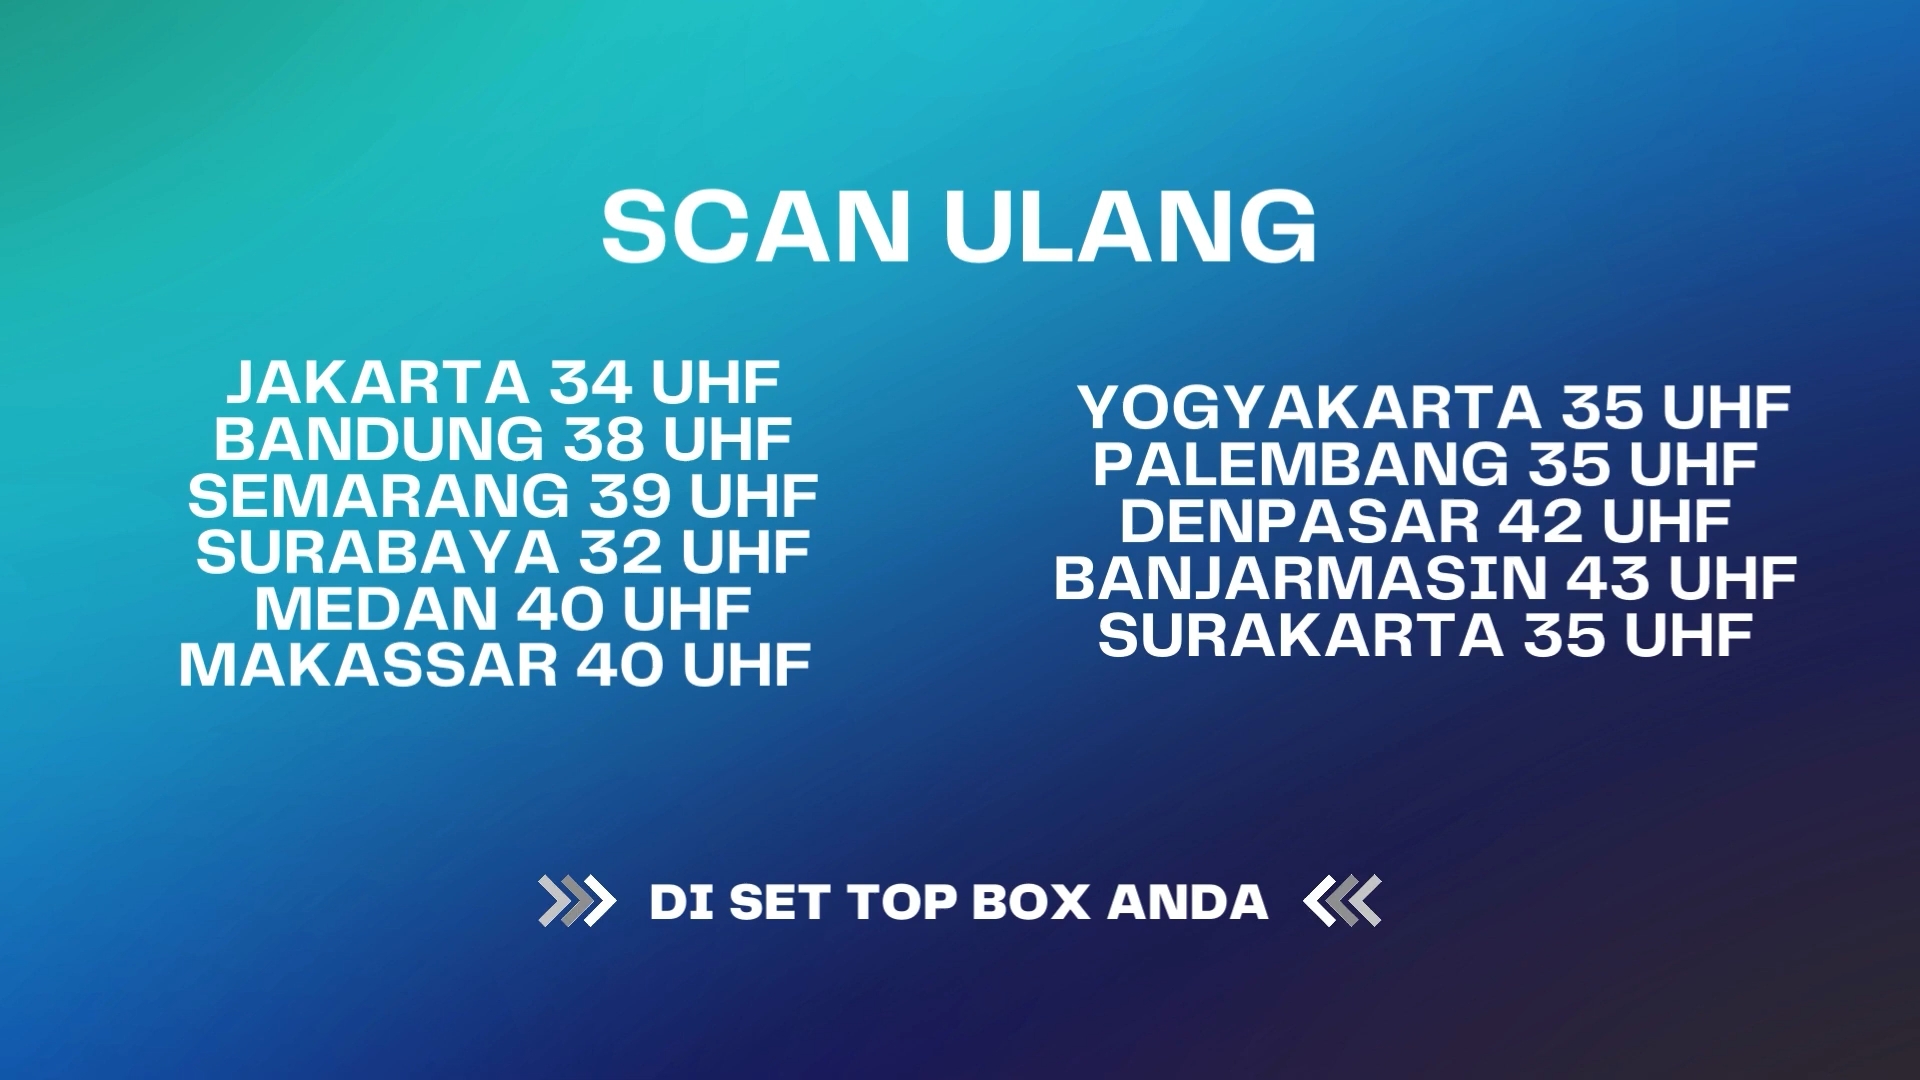 SCAN ULANG
JAKARTA 34 UHF
BANDUNG 38 UHF
SEMARANG 39 UHF
SURABAYA 32 UHF
MEDAN 40 UHF
MAKASSAR 40 UHF
YOGYAKARTA 35 UHF
PALEMBANG 35 UHF
DENPASAR 42 UHF
BANJARMASIN 43 UHF
SURAKARTA 35 UHF
DI SET TOP BOX ANDA